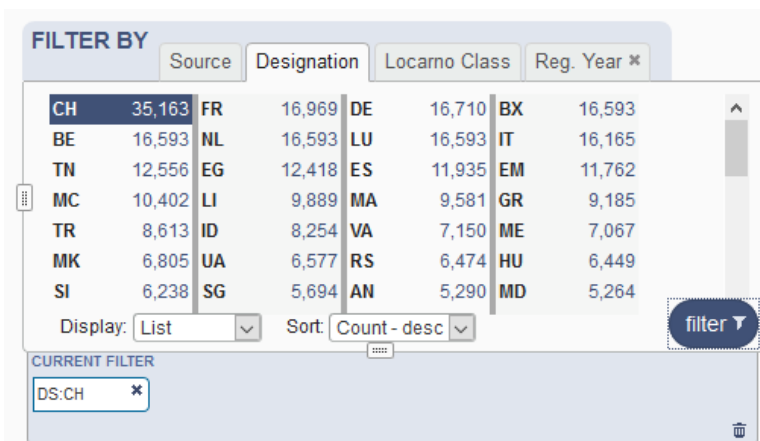 FILTER BY
Source Designation Locarno Class Reg. Year ×
CH 35,163 FR 16,969 DE 16,710 BX 16,593
BE 16,593 NL 16,593 LU 16,593 IT 16,165
TN 12,556 EG 12,418 ES 11,935 EM 11,762
MC 10,402 LI 9,889 MA 9,581 GR 9,185
TR 8,613 ID 8,254 VA 7,150 ME 7,067
MK 6,805 UA 6,577 RS 6,474 HU 6,449
SI 6,238 SG 5,694 AN 5,290 MD 5,264
Display: List Sort: Count - desc filter
CURRENT FILTER
DS:CH ×